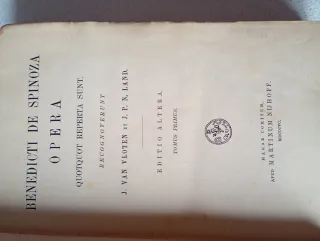 BENEDICTI DE SPINOZA
OPERA
QUOTQUOT REPERTA SUNT.
RECOGNOVERUNT
J. VAN VLOTEN ET J. P. N. LAND.
EDITIO ALTERA.
TOMUS PRIMUS.
HAGAE COMITUM,
APUD MARTINUM NIJHOFF.